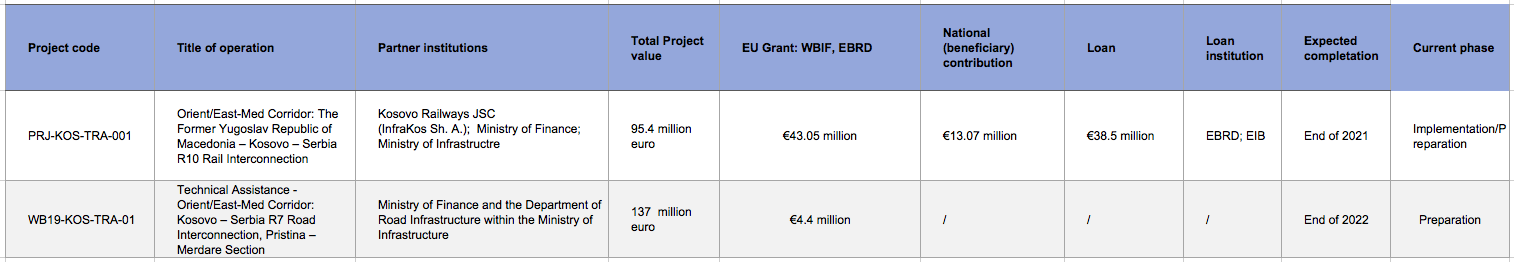 Project code
Title of operation
Partner institutions
Total Project
value
EU Grant: WBIF, EBRD
National
(beneficiary)
contribution
Loan
Loan
institution
Expected
completion
Current phase
PRJ-KOS-TRA-001
Orient/East-Med Corridor: The
Former Yugoslav Republic of
Macedonia – Kosovo – Serbia
R10 Rail Interconnection
Kosovo Railways JSC
(InfraKos Sh. A.); Ministry of Finance;
Ministry of Infrastructre
95.4 million
euro
€43.05 million
€13.07 million
€38.5 million
EBRD; EIB
End of 2021
Implementation/P
reparation
WB19-KOS-TRA-01
Technical Assistance -
Orient/East-Med Corridor:
Kosovo – Serbia R7 Road
Interconnection, Pristina –
Merdare Section
Ministry of Finance and the Department of
Road Infrastructure within the Ministry of
Infrastructure
137 million
euro
€4.4 million
/
/
/
End of 2022
Preparation